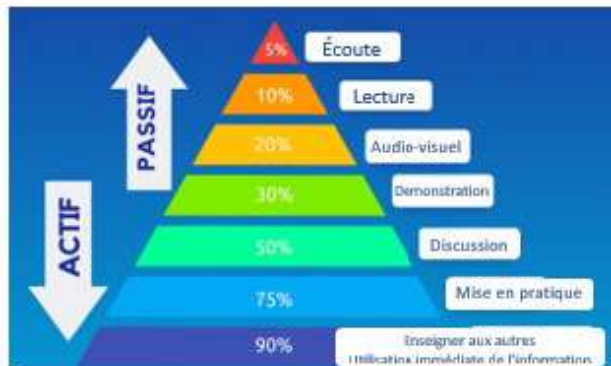 5%
Écoute
10%
Lecture
20%
Audio-visuel
30%
Demonstration
50%
Discussion
75%
Mise en pratique
90%
Enseigner aux autres
Utilisation immédiate de l'information
PASSIF
ACTIF